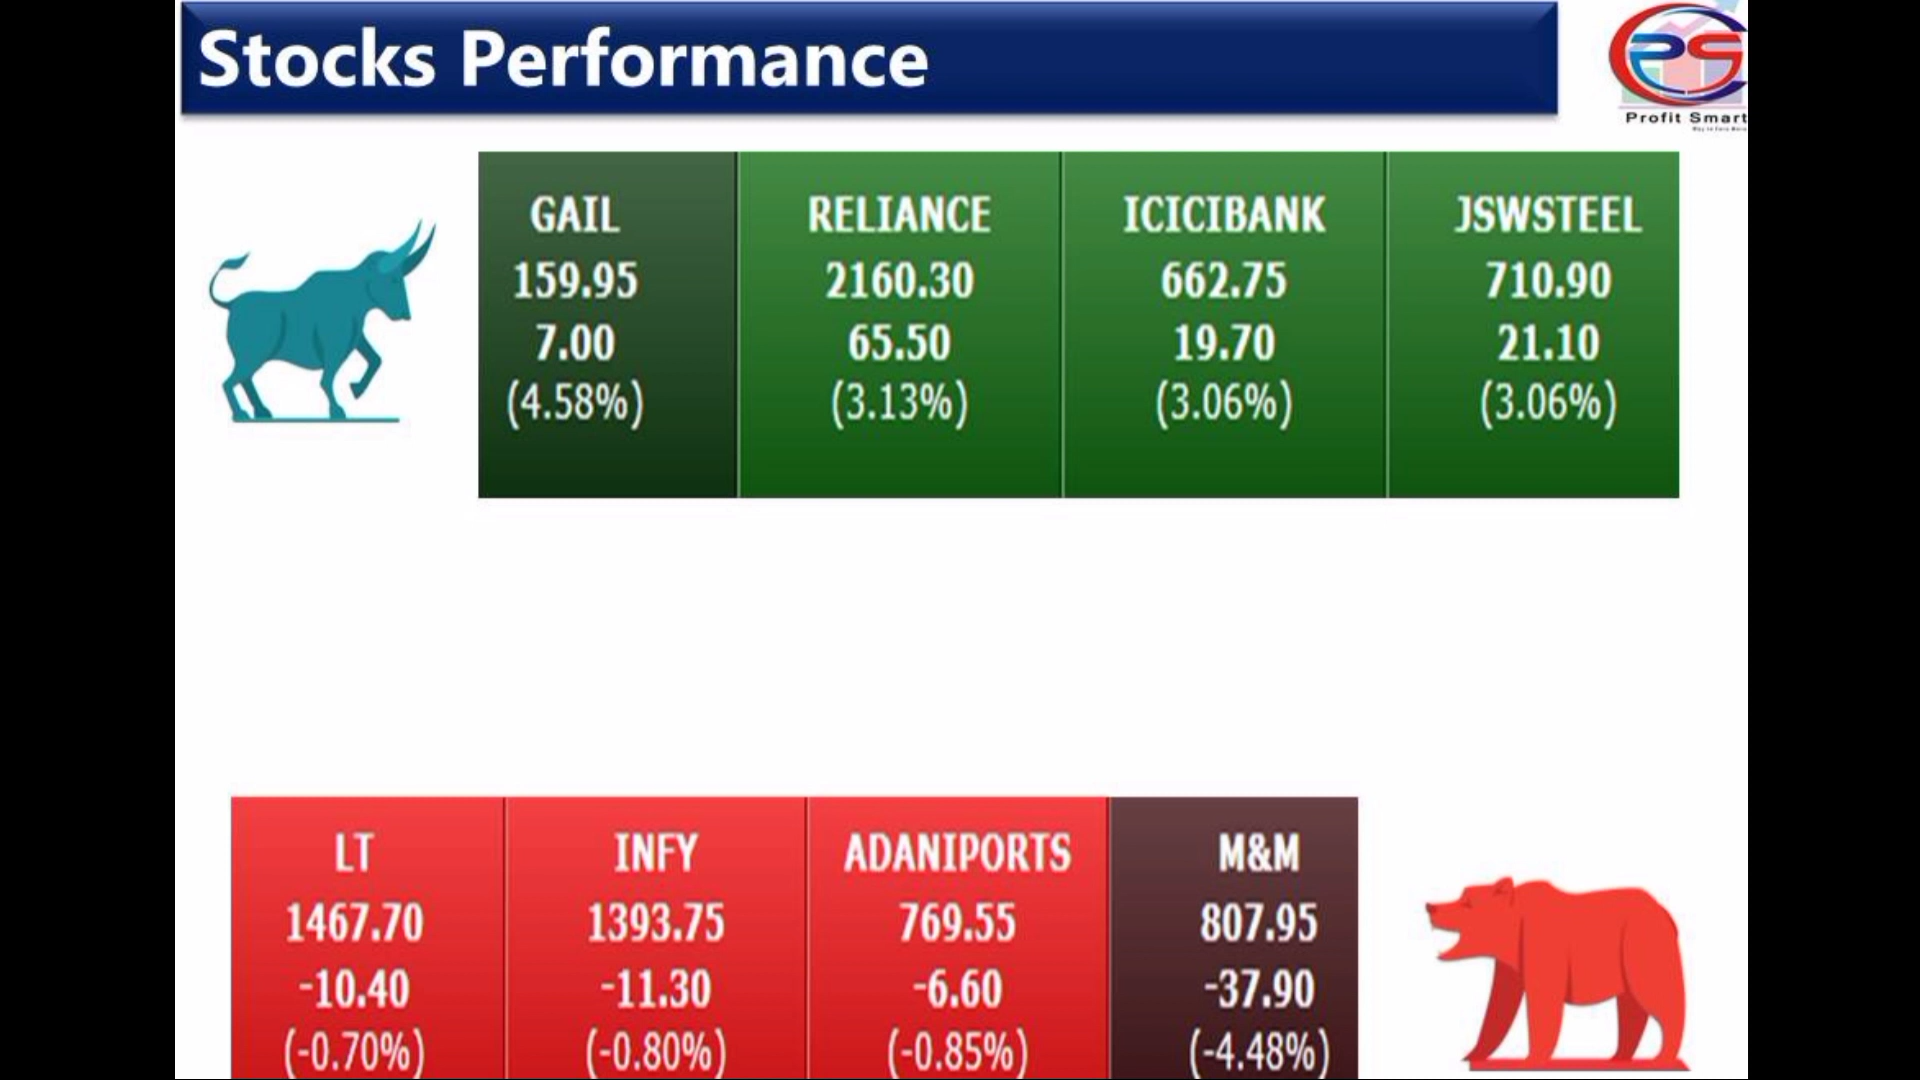 Stocks Performance
Profit Smart
GAIL RELIANCE ICICIBANK JSWSTEEL
159.95 2160.30 662.75 710.90
7.00 65.50 19.70 21.10
(4.58%) (3.13%) (3.06%) (3.06%)
LT INFY ADANIPORTS M&M
1467.70 1393.75 769.55 807.95
-10.40 -11.30 -6.60 -37.90
(-0.70%) (-0.80%) (-0.85%) (-4.48%)